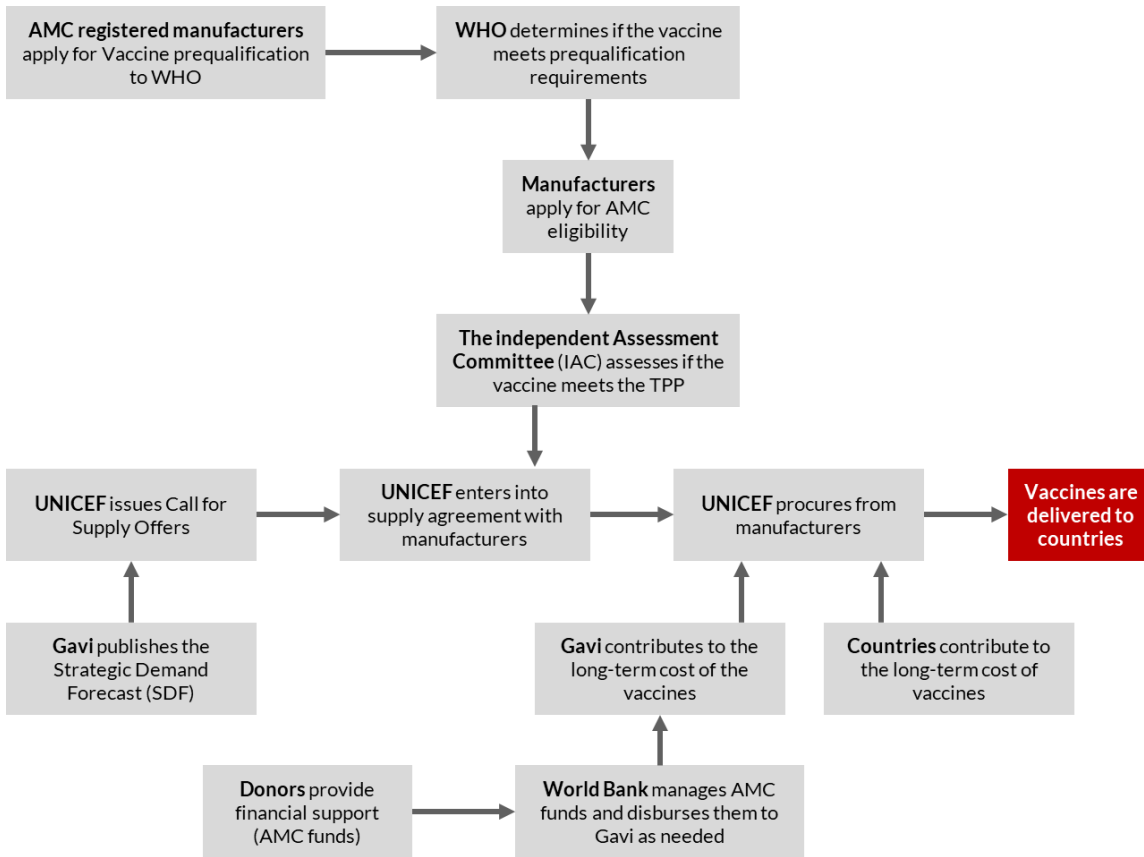 AMC registered manufacturers
apply for Vaccine prequalification
to WHO
WHO determines if the vaccine
meets prequalification
requirements
Manufacturers
apply for AMC
eligibility
The independent Assessment
Committee (IAC) assesses if the
vaccine meets the TPP
UNICEF issues Call for
Supply Offers
UNICEF enters into
supply agreement with
manufacturers
UNICEF procures from
manufacturers
Vaccines are
delivered to
countries
Gavi publishes the
Strategic Demand
Forecast (SDF)
Gavi contributes to the
long-term cost of the
vaccines
Countries contribute to
the long-term cost of
vaccines
Donors provide
financial support
(AMC funds)
World Bank manages AMC
funds and disburses them to
Gavi as needed